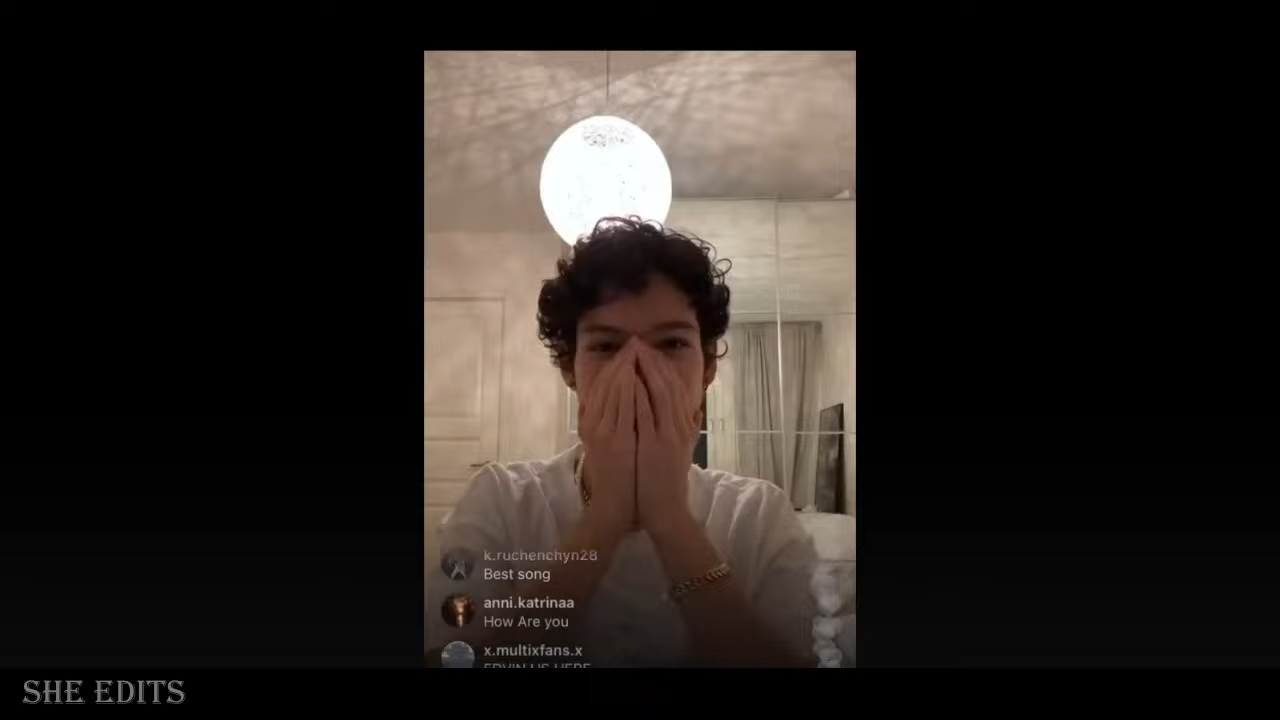 k.ruchenchyn28
Best song
anni.katrinaa
How Are you
x.multixfans.x
SHE EDITS